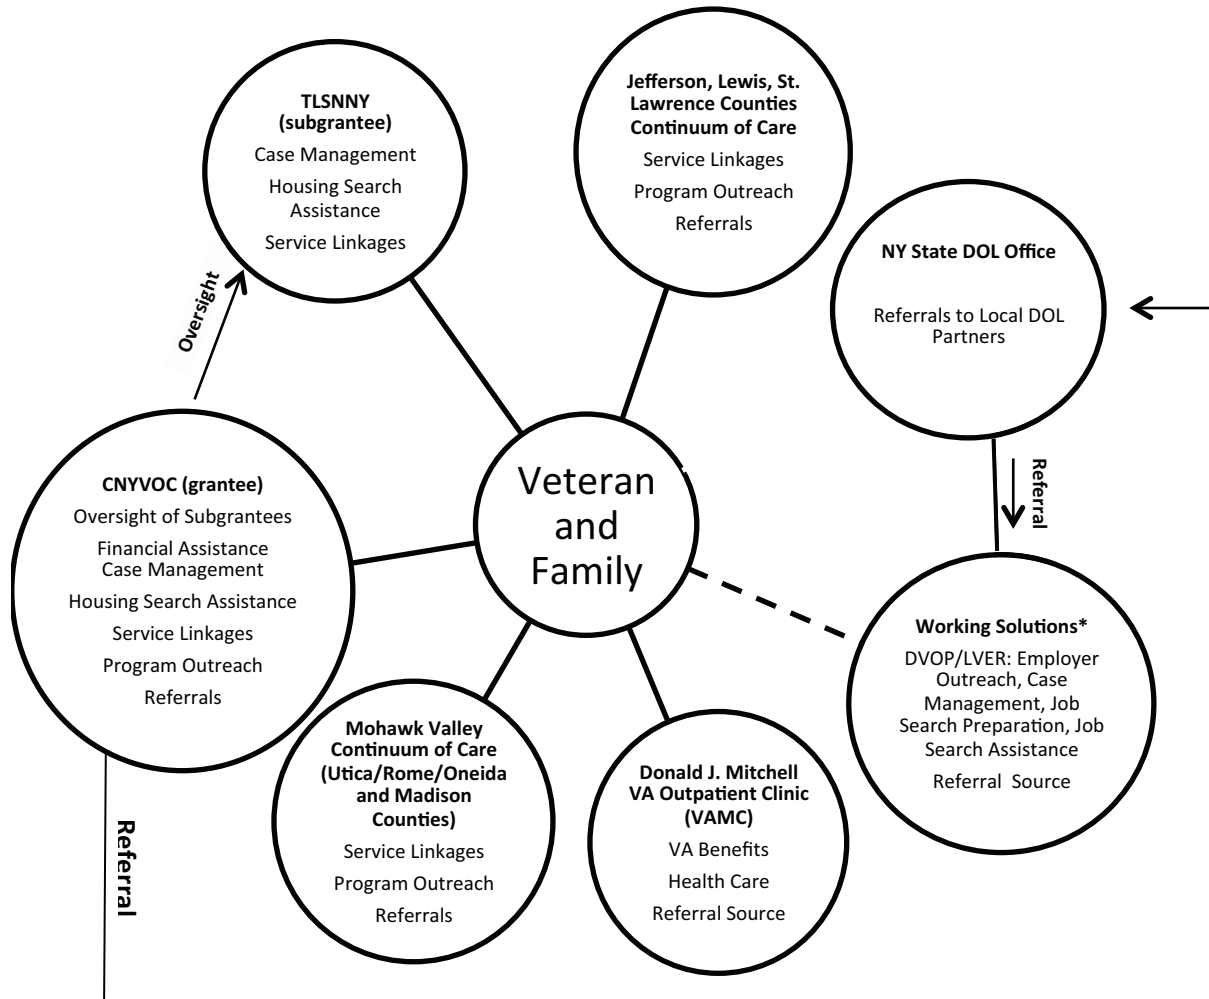 TLSNNY
(subgrantee)
Case Management
Housing Search
Assistance
Service Linkages
Jefferson, Lewis, St.
Lawrence Counties
Continuum of Care
Service Linkages
Program Outreach
Referrals
NY State DOL Office
Referrals to Local DOL
Partners
Oversight
Referral
Veteran
and
Family
CNYVOC (grantee)
Oversight of Subgrantees
Financial Assistance
Case Management
Housing Search Assistance
Service Linkages
Program Outreach
Referrals
Working Solutions*
DVOP/LVER: Employer
Outreach, Case
Management, Job
Search Preparation, Job
Search Assistance
Referral Source
Mohawk Valley
Continuum of Care
(Utica/Rome/Oneida
and Madison
Counties)
Service Linkages
Program Outreach
Referrals
Donald J. Mitchell
VA Outpatient Clinic
(VAMC)
VA Benefits
Health Care
Referral Source
Referral